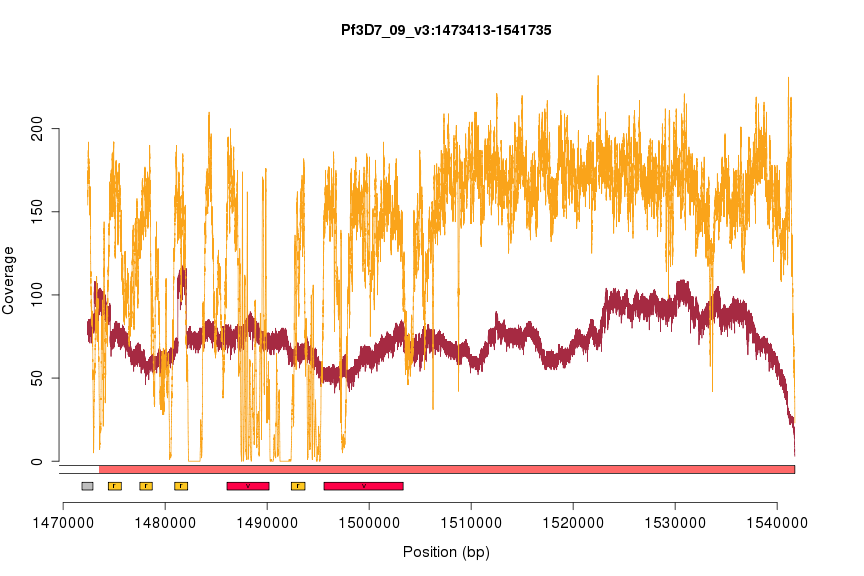 Pf3D7_09_v3:1473413-1541735
Coverage
200
150
100
50
0
r r r v r v
1470000 1480000 1490000 1500000 1510000 1520000 1530000 1540000
Position (bp)